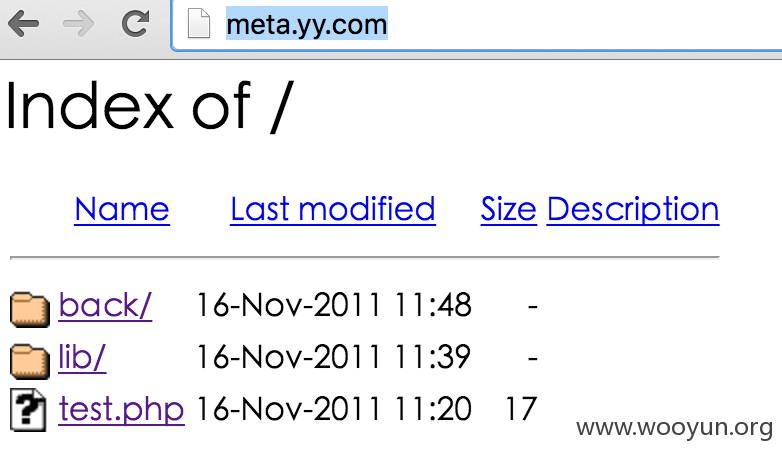 meta.yy.com
Index of /
Name Last modified Size Description
back/ 16-Nov-2011 11:48 -
lib/ 16-Nov-2011 11:39 -
test.php 16-Nov-2011 11:20 17
www.wooyun.org